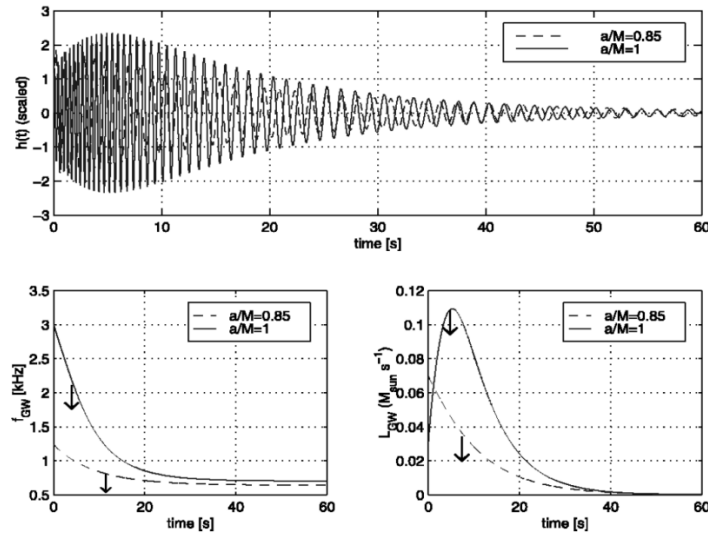 3
2
1
0
−1
−2
−3
h(t) (scaled)
a/M=0.85
a/M=1
0 10 20 30 40 50 60
time [s]
3.5
3
2.5
2
1.5
1
0.5
f_GW [kHz]
a/M=0.85
a/M=1
0 20 40 60
time [s]
0.12
0.1
0.08
0.06
0.04
0.02
0
L_GW (M_sun s⁻¹)
a/M=0.85
a/M=1
0 20 40 60
time [s]